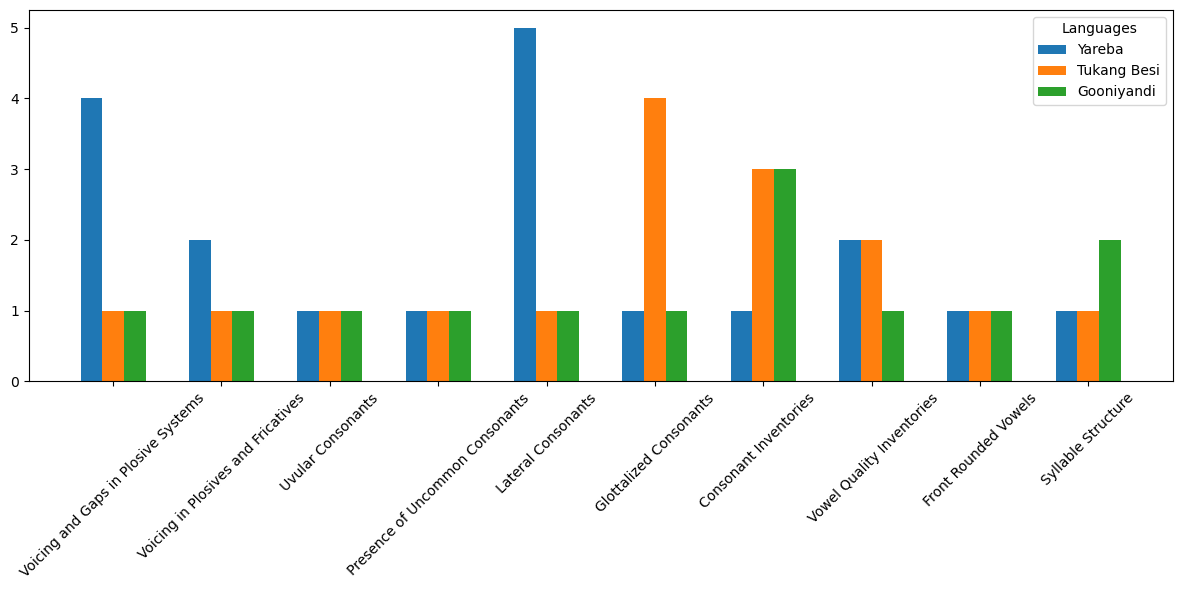 5
4
3
2
1
0
Languages
Yareba
Tukang Besi
Gooniyandi
Voicing and Gaps in Plosive Systems
Voicing in Plosives and Fricatives
Uvular Consonants
Presence of Uncommon Consonants
Lateral Consonants
Glottalized Consonants
Consonant Inventories
Vowel Quality Inventories
Front Rounded Vowels
Syllable Structure